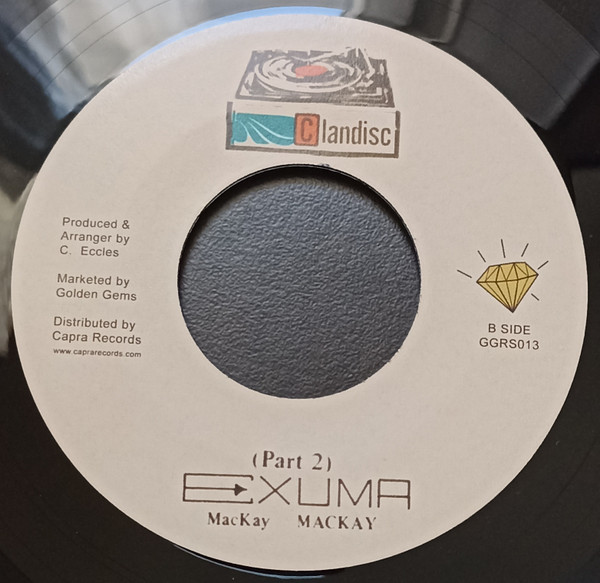 Clandisc
Produced &
Arranger by
C. Eccles
Marketed by
Golden Gems
Distributed by
Capra Records
www.caprarecords.com
B SIDE
GGRS013
(Part 2)
EXUMA
MacKay MACKAY